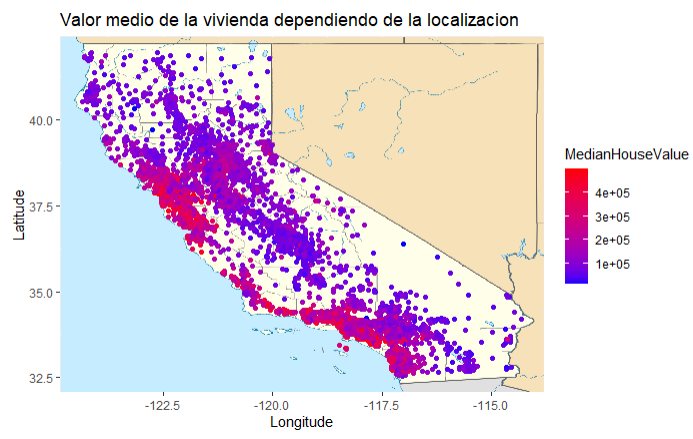 Valor medio de la vivienda dependiendo de la localizacion
Latitude
40.0
37.5
35.0
32.5
-122.5
-120.0
-117.5
-115.0
Longitude
MedianHouseValue
4e+05
3e+05
2e+05
1e+05